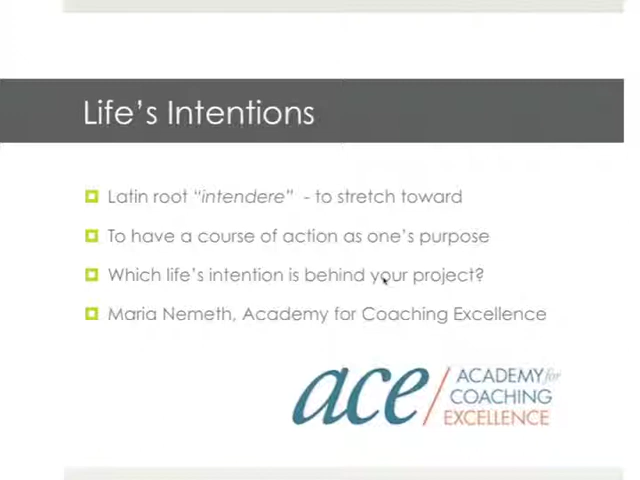 Life's Intentions
Latin root "intendere" - to stretch toward
To have a course of action as one's purpose
Which life's intention is behind your project?
Maria Nemeth, Academy for Coaching Excellence
ace/ACADEMY for
COACHING
EXCELLENCE